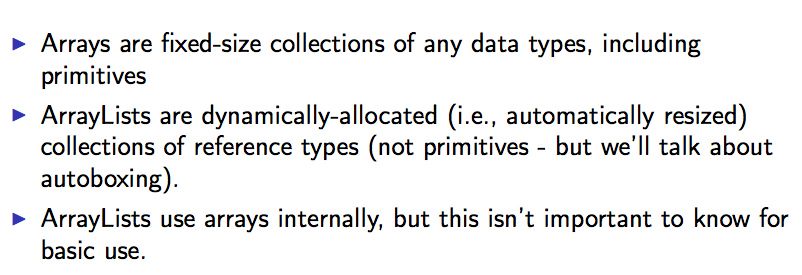 ▶ Arrays are fixed-size collections of any data types, including
primitives
▶ ArrayLists are dynamically-allocated (i.e., automatically resized)
collections of reference types (not primitives - but we'll talk about
autoboxing).
▶ ArrayLists use arrays internally, but this isn't important to know for
basic use.